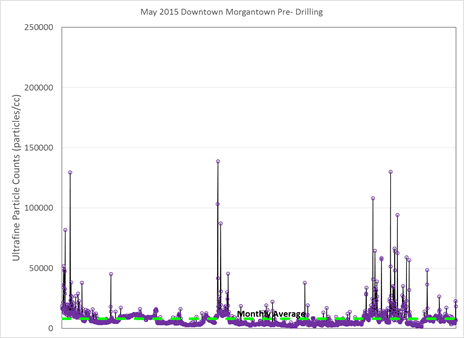 May 2015 Downtown Morgantown Pre- Drilling
Ultrafine Particle Counts (particles/cc)
250000
200000
150000
100000
50000
0
Monthly Average